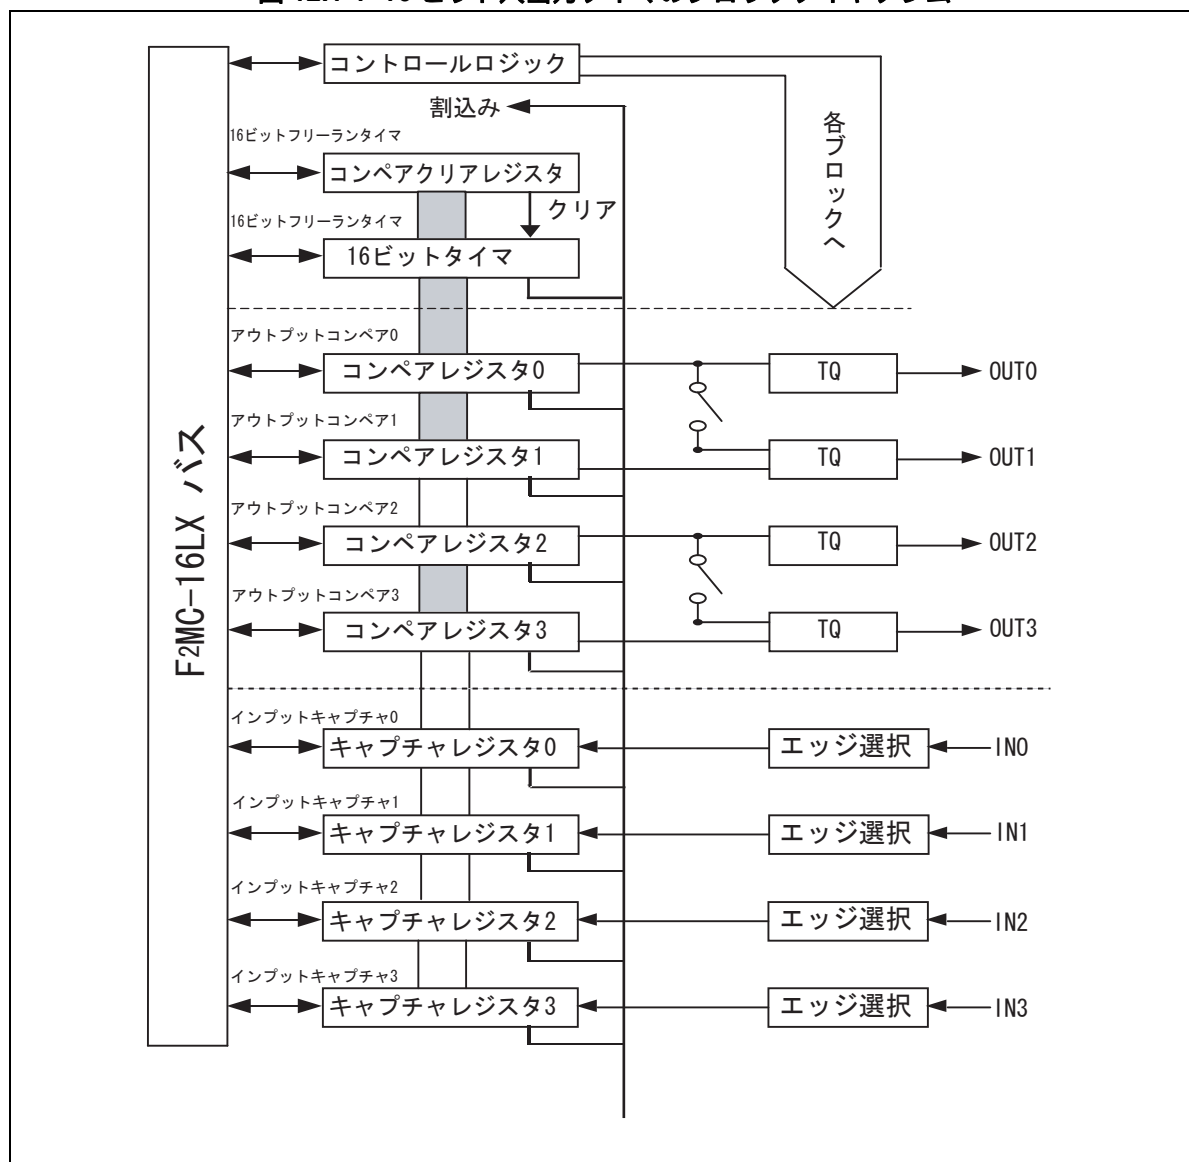 コントロールロジック
割込み
各ブロックへ
16ビットフリーランタイマ
コンペアクリアレジスタ
クリア
16ビットフリーランタイマ
16ビットタイマ
アウトプットコンペア0
コンペアレジスタ0
TQ
OUT0
アウトプットコンペア1
コンペアレジスタ1
TQ
OUT1
アウトプットコンペア2
コンペアレジスタ2
TQ
OUT2
アウトプットコンペア3
コンペアレジスタ3
TQ
OUT3
F2MC-16LX バス
インプットキャプチャ0
キャプチャレジスタ0
エッジ選択
IN0
インプットキャプチャ1
キャプチャレジスタ1
エッジ選択
IN1
インプットキャプチャ2
キャプチャレジスタ2
エッジ選択
IN2
インプットキャプチャ3
キャプチャレジスタ3
エッジ選択
IN3